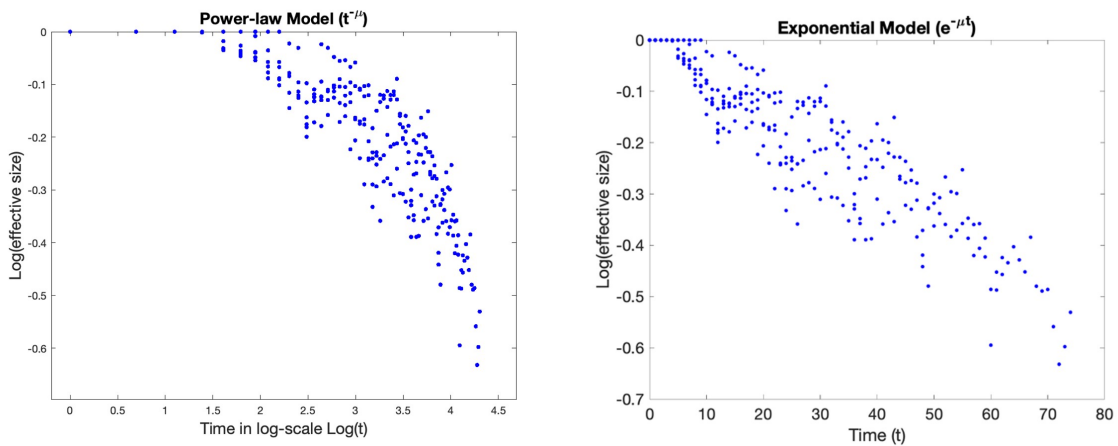 Power-law Model (t^-μ)
0
-0.1
-0.2
-0.3
-0.4
-0.5
-0.6
Log(effective size)
0 0.5 1 1.5 2 2.5 3 3.5 4 4.5
Time in log-scale Log(t)
Exponential Model (e^-μt)
0
-0.1
-0.2
-0.3
-0.4
-0.5
-0.6
-0.7
Log(effective size)
0 10 20 30 40 50 60 70 80
Time (t)